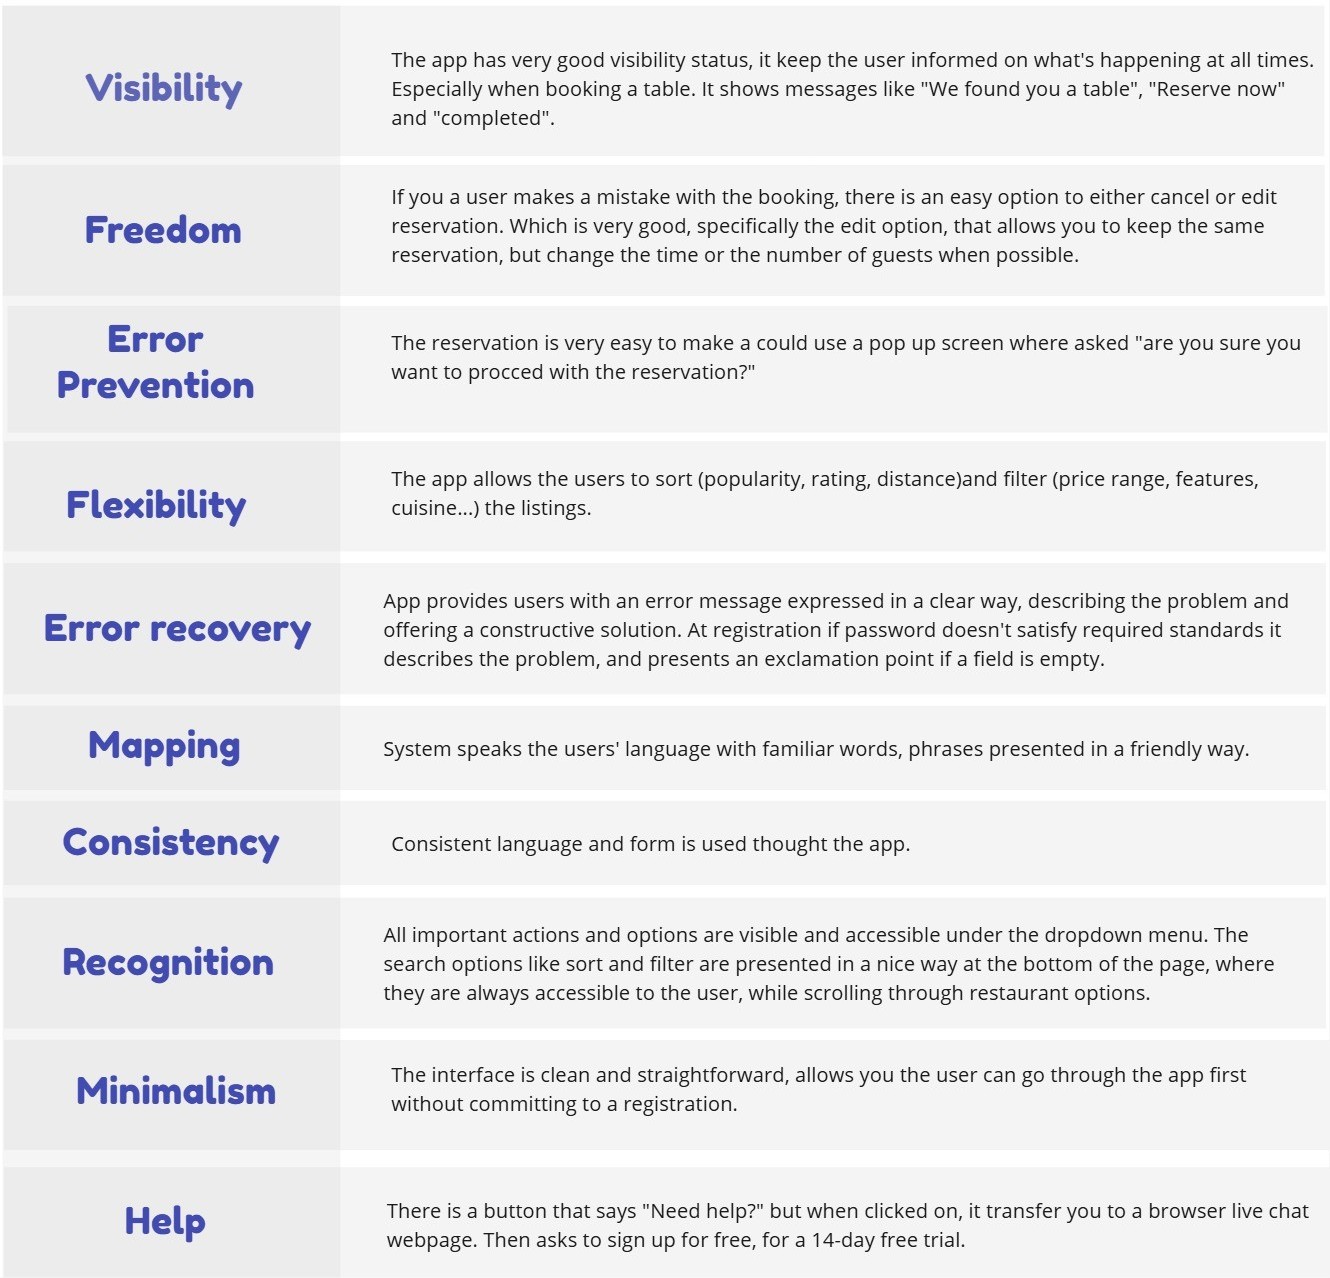 Visibility
The app has very good visibility status, it keep the user informed on what's happening at all times.
Especially when booking a table. It shows messages like "We found you a table", "Reserve now"
and "completed".
Freedom
If you a user makes a mistake with the booking, there is an easy option to either cancel or edit
reservation. Which is very good, specifically the edit option, that allows you to keep the same
reservation, but change the time or the number of guests when possible.
Error
Prevention
The reservation is very easy to make a could use a pop up screen where asked "are you sure you
want to procced with the reservation?"
Flexibility
The app allows the users to sort (popularity, rating, distance)and filter (price range, features,
cuisine...) the listings.
Error recovery
App provides users with an error message expressed in a clear way, describing the problem and
offering a constructive solution. At registration if password doesn't satisfy required standards it
describes the problem, and presents an exclamation point if a field is empty.
Mapping
System speaks the users' language with familiar words, phrases presented in a friendly way.
Consistency
Consistent language and form is used thought the app.
Recognition
All important actions and options are visible and accessible under the dropdown menu. The
search options like sort and filter are presented in a nice way at the bottom of the page, where
they are always accessible to the user, while scrolling through restaurant options.
Minimalism
The interface is clean and straightforward, allows you the user can go through the app first
without committing to a registration.
Help
There is a button that says "Need help?" but when clicked on, it transfer you to a browser live chat
webpage. Then asks to sign up for free, for a 14-day free trial.